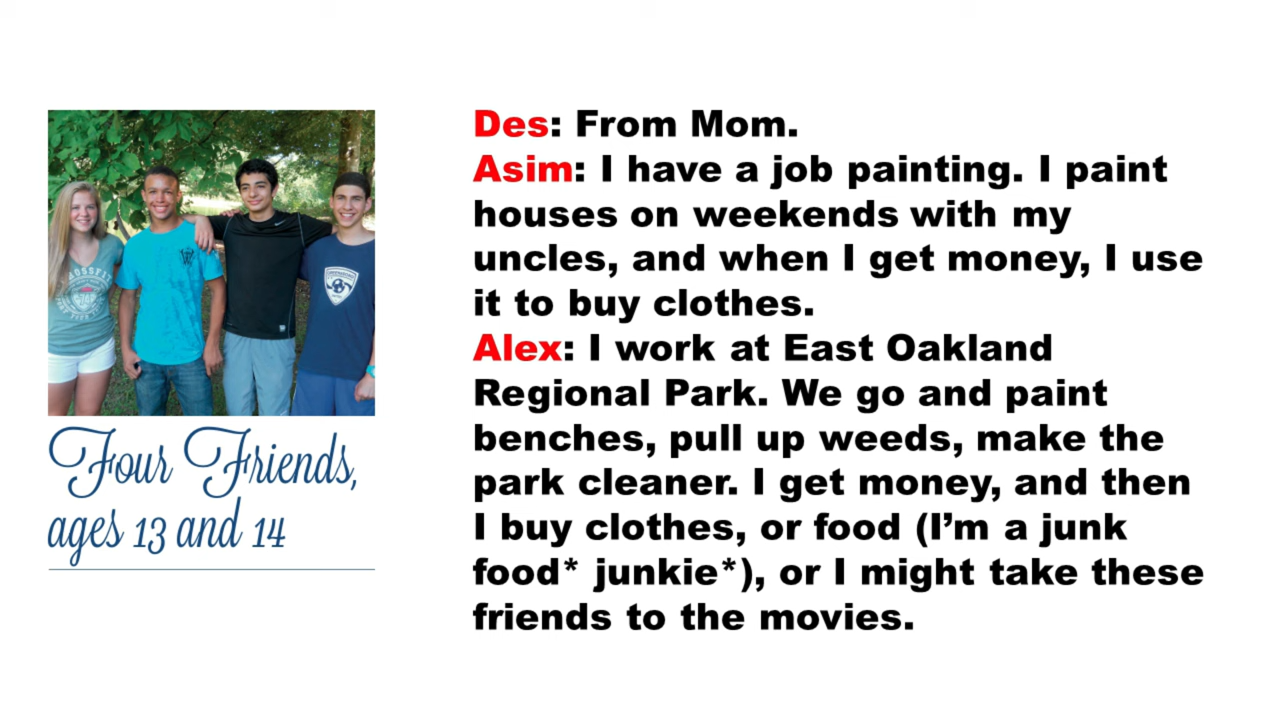 Des: From Mom.
Asim: I have a job painting. I paint
houses on weekends with my
uncles, and when I get money, I use
it to buy clothes.
Alex: I work at East Oakland
Regional Park. We go and paint
benches, pull up weeds, make the
park cleaner. I get money, and then
I buy clothes, or food (I’m a junk
food* junkie*), or I might take these
friends to the movies.
Four Friends,
ages 13 and 14